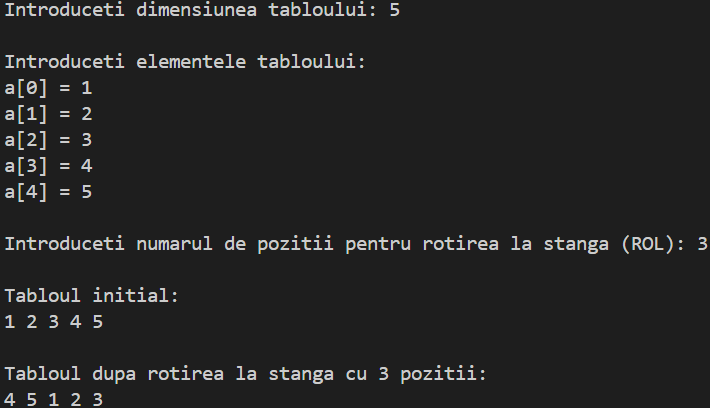 Introduceti dimensiunea tabloului: 5
Introduceti elementele tabloului:
a[0] = 1
a[1] = 2
a[2] = 3
a[3] = 4
a[4] = 5
Introduceti numarul de pozitii pentru rotirea la stanga (ROL): 3
Tabloul initial:
1 2 3 4 5
Tabloul dupa rotirea la stanga cu 3 pozitii:
4 5 1 2 3